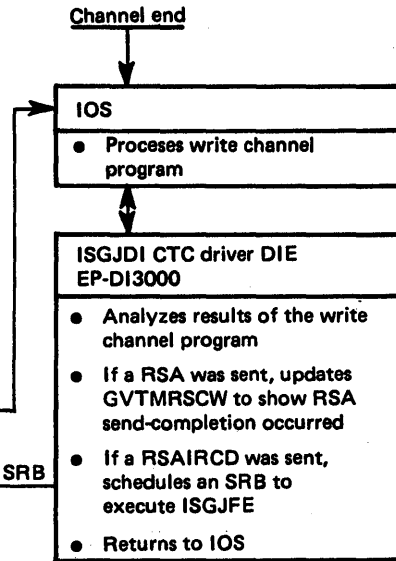 Channel end
IOS
• Proceses write channel
program
ISGJDI CTC driver DIE
EP-DI3000
• Analyzes results of the write
channel program
• If a RSA was sent, updates
GVTMRSCW to show RSA
send-completion occurred
• If a RSAIRCD was sent,
schedules an SRB to
execute ISGJFE
SRB
• Returns to IOS